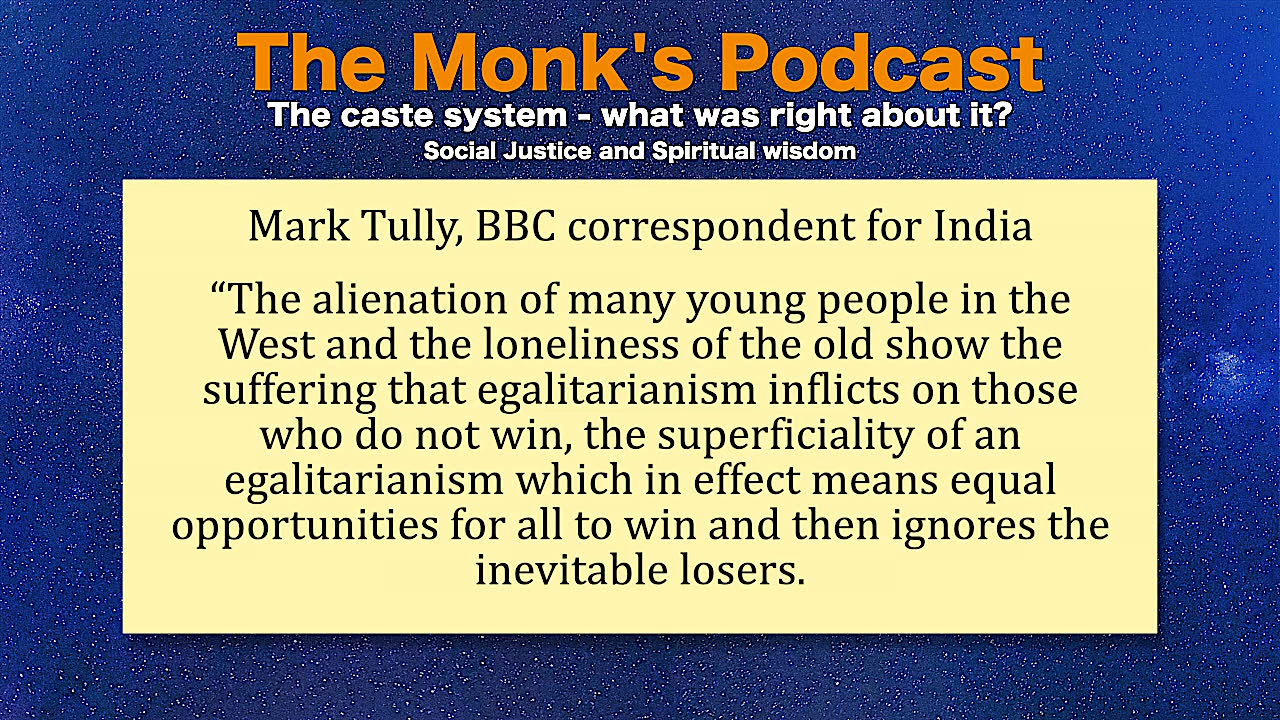 The Monk's Podcast
The caste system - what was right about it?
Social Justice and Spiritual wisdom
Mark Tully, BBC correspondent for India
“The alienation of many young people in the
West and the loneliness of the old show the
suffering that egalitarianism inflicts on those
who do not win, the superficiality of an
egalitarianism which in effect means equal
opportunities for all to win and then ignores the
inevitable losers.